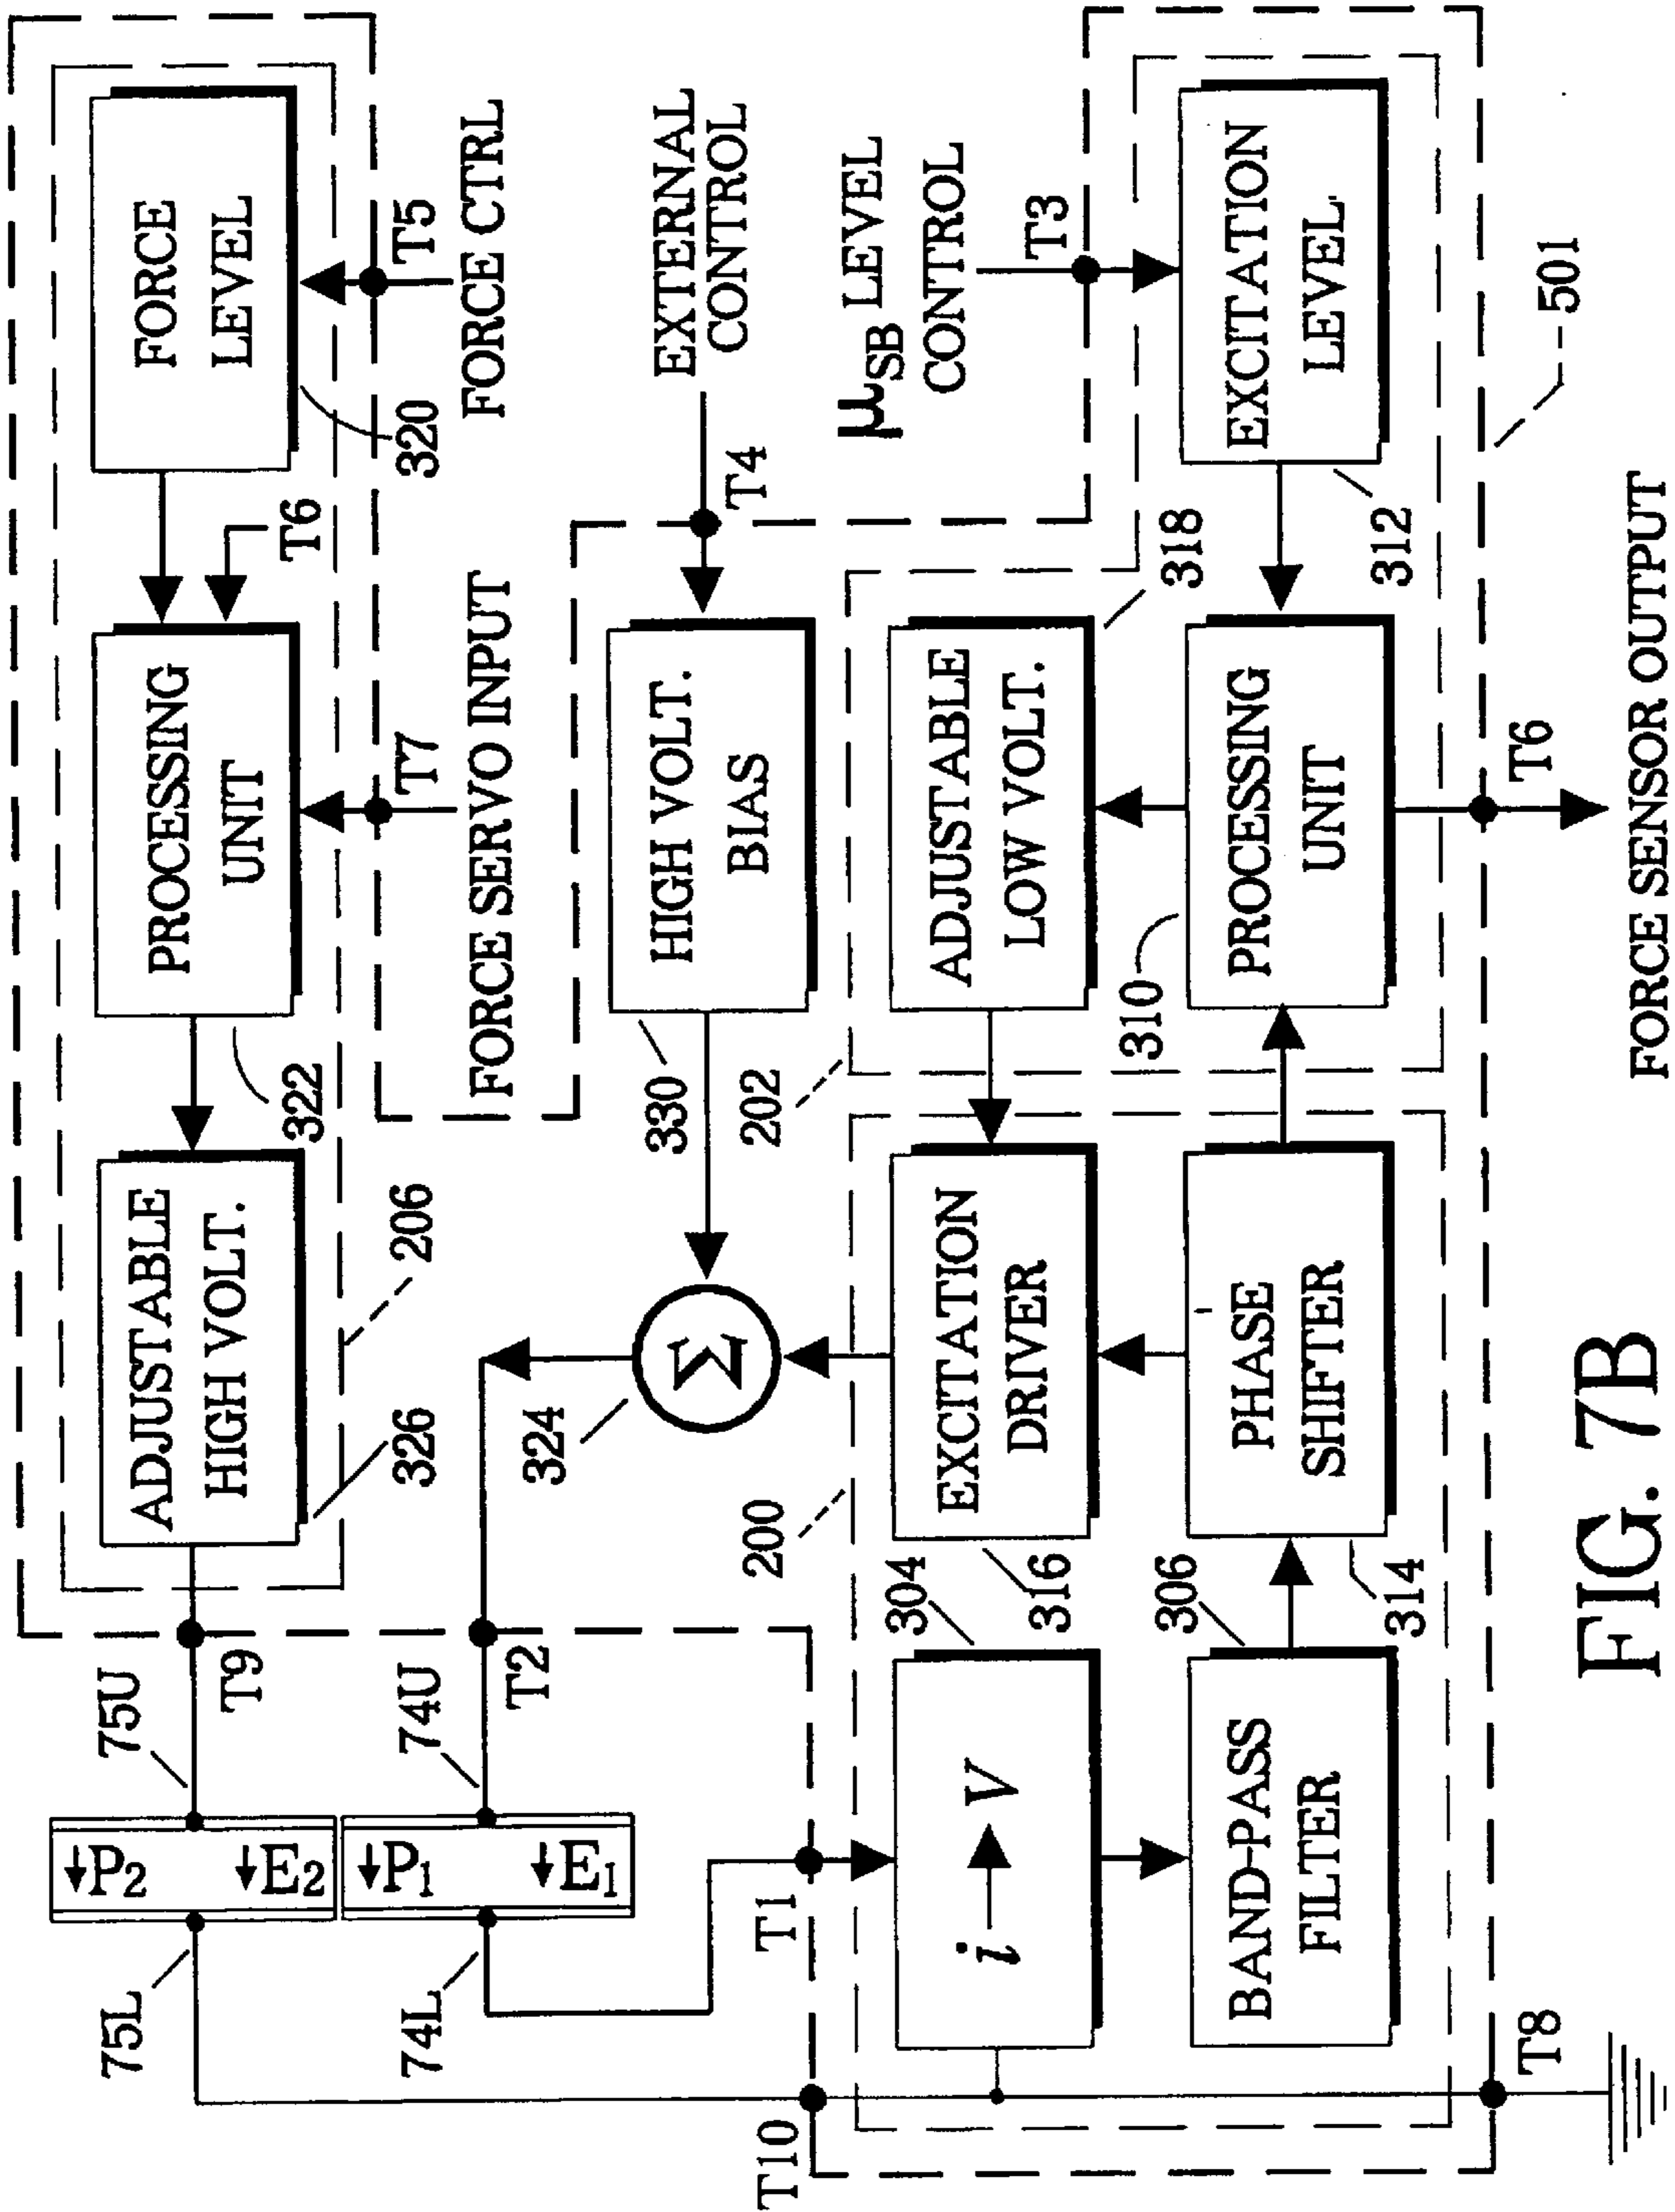 75L
75U
↓P2
↓E2
T9
ADJUSTABLE
HIGH VOLT.
326
206
PROCESSING
UNIT
322
T6
FORCE
LEVEL
320
T7
FORCE SERVO INPUT
T5
FORCE CTRL
74L
74U
↓P1
↓E1
T2
T1
324
Σ
HIGH VOLT.
BIAS
330
T4
EXTERNAL
CONTROL
µSB LEVEL
CONTROL
T3
T10
200
202
304
i → V
EXCITATION
DRIVER
316
ADJUSTABLE
LOW VOLT.
318
306
BAND-PASS
FILTER
PHASE
SHIFTER
314
310
PROCESSING
UNIT
EXCITATION
LEVEL
312
T8
T6
FORCE SENSOR OUTPUT
501
FIG. 7B